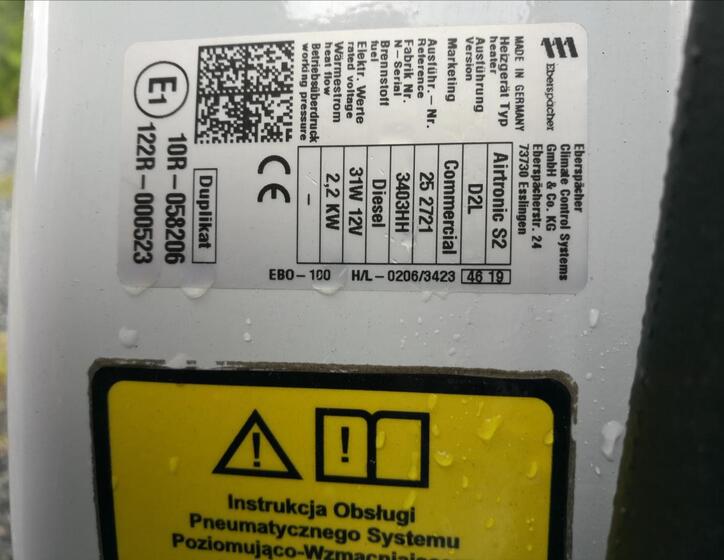 Eberspächer
Eberspächer
Climate Control Systems
GmbH & Co. KG
Eberspächerstr. 24
73730 Esslingen
MADE IN GERMANY
Heizgerät Typ
heater
Airtronic S2
Ausführung
Version
D2L
Marketing
Commercial
Ausführ.-Nr.
Reference
25 2721
Fabrik Nr.
N-Serial
3403HH
Brennstoff
fuel
Diesel
Elektr. Werte
rated voltage
31W 12V
Wärmestrom
heat flow
2,2 KW
Betriebsüberdruck
working pressure
-
EBO-100 H/L-0206/3423 46 19
CE
Duplikat
E1
10R-058206
122R-000523
Instrukcja Obsługi
Pneumatycznego Systemu
Poziomująco-Wzmacniającego